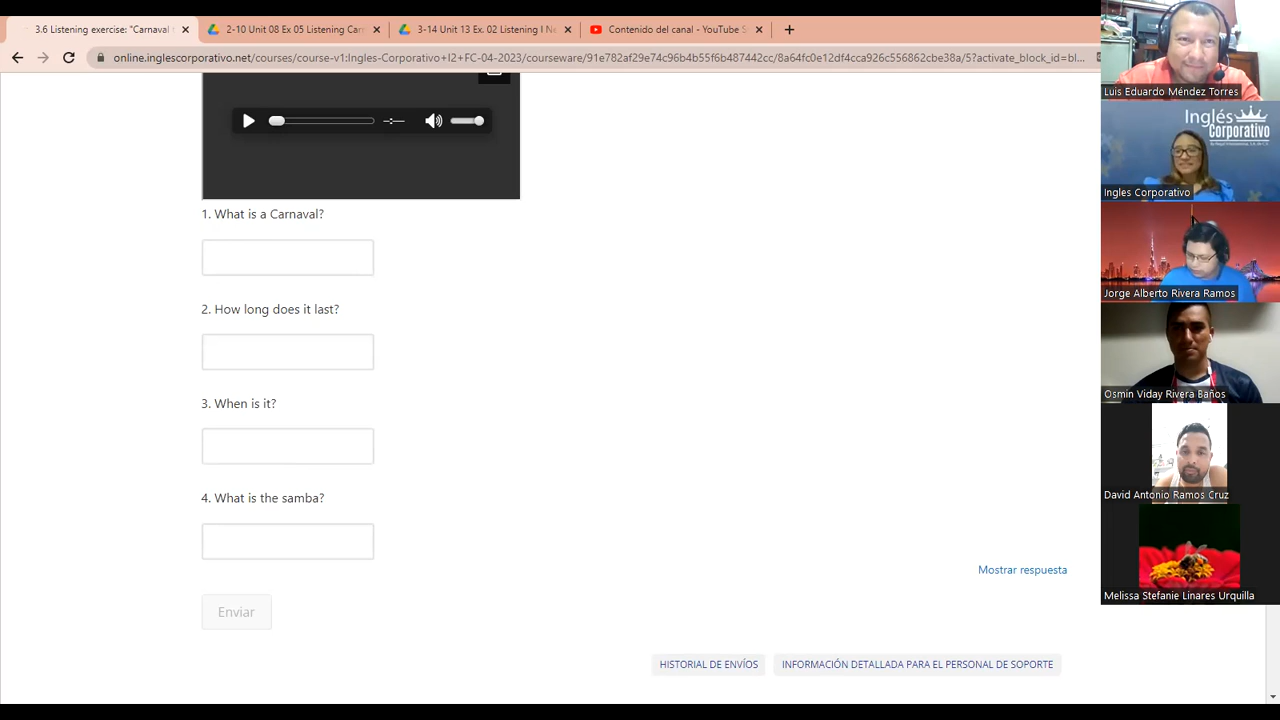 3.6 Listening exercise: "Carnaval
2-10 Unit 08 Ex 05 Listening Car
3-14 Unit 13 Ex. 02 Listening I Ne
Contenido del canal - YouTube S
online.inglescorporativo.net/courses/course-v1:Ingles-Corporativo+I2+FC-04-2023/courseware/91e782af29e74c96b4b55f6b487442cc/8a64fc0e12df4cca926c556862cbe38a/5?activate_block_id=bl...
1. What is a Carnaval?
2. How long does it last?
3. When is it?
4. What is the samba?
Mostrar respuesta
Enviar
HISTORIAL DE ENVÍOS
INFORMACIÓN DETALLADA PARA EL PERSONAL DE SOPORTE
Luis Eduardo Méndez Torres
Inglés
Corporativo
Ingles Corporativo
Jorge Alberto Rivera Ramos
Osmin Viday Rivera Baños
David Antonio Ramos Cruz
Melissa Stefanie Linares Urquilla